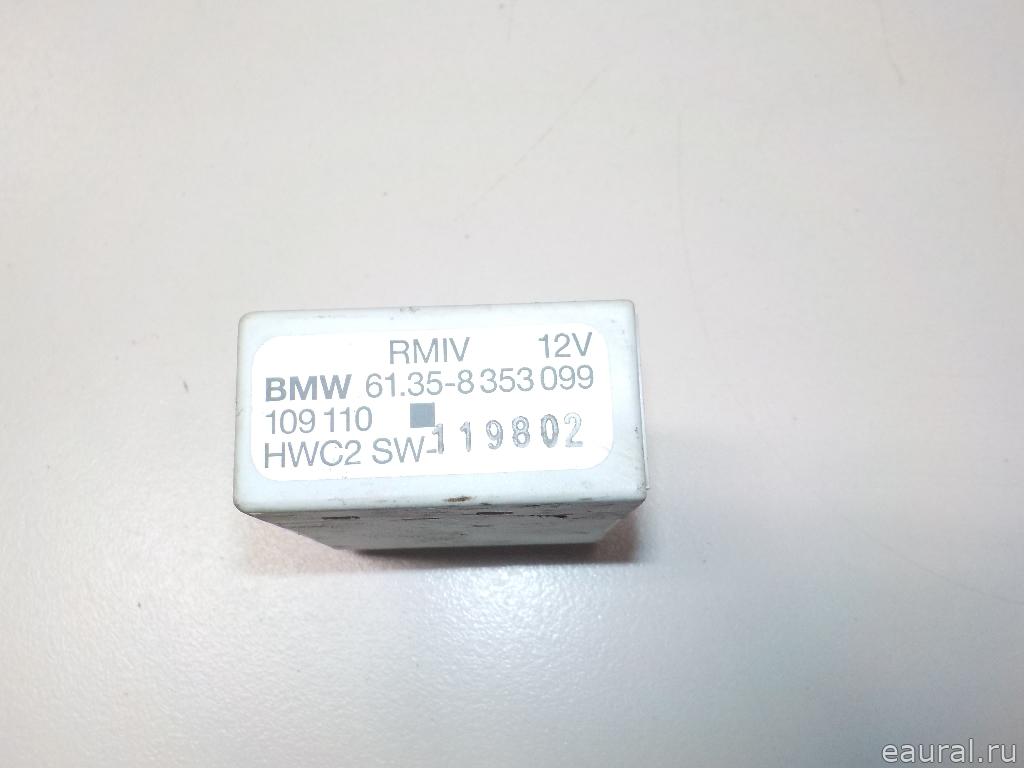 RMIV 12V
BMW 61.35-8 353 099
109 110
HWC2 SW-119802
eaural.ru